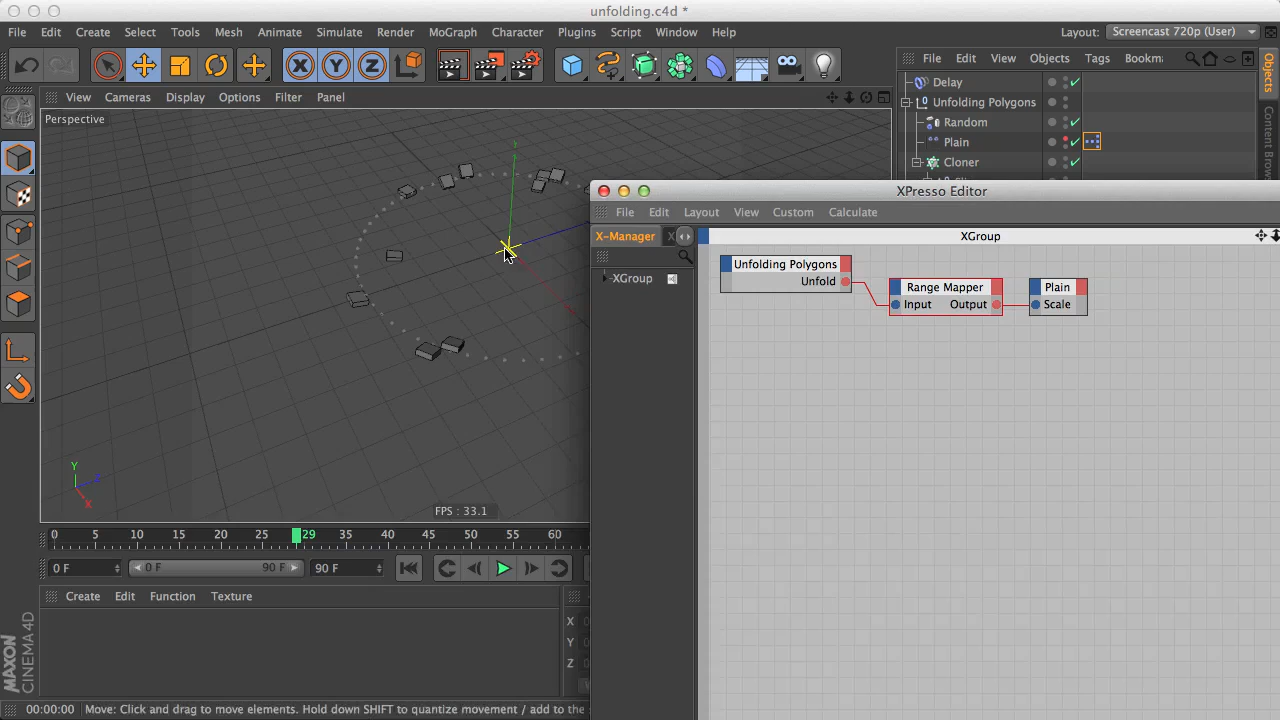 unfolding.c4d *
File Edit Create Select Tools Mesh Animate Simulate Render MoGraph Character Plugins Script Window Help
Layout: Screencast 720p (User)
X Y Z
File Edit View Objects Tags Bookm
View Cameras Display Options Filter Panel
Perspective
Delay
Unfolding Polygons
Random
Plain
Cloner
Objects
Content Brow
XPresso Editor
File Edit Layout View Custom Calculate
X-Manager X
XGroup
XGroup
Unfolding Polygons
Unfold
Range Mapper
Input Output
Plain
Scale
Y
Z
X
FPS : 33.1
0 5 10 15 20 25 29 35 40 45 50 55 60
0 F 0 F 90 F 90 F
Create Edit Function Texture
X 0
Y 0
Z 0
MAXON
CINEMA 4D
00:00:00 Move: Click and drag to move elements. Hold down SHIFT to quantize movement / add to the